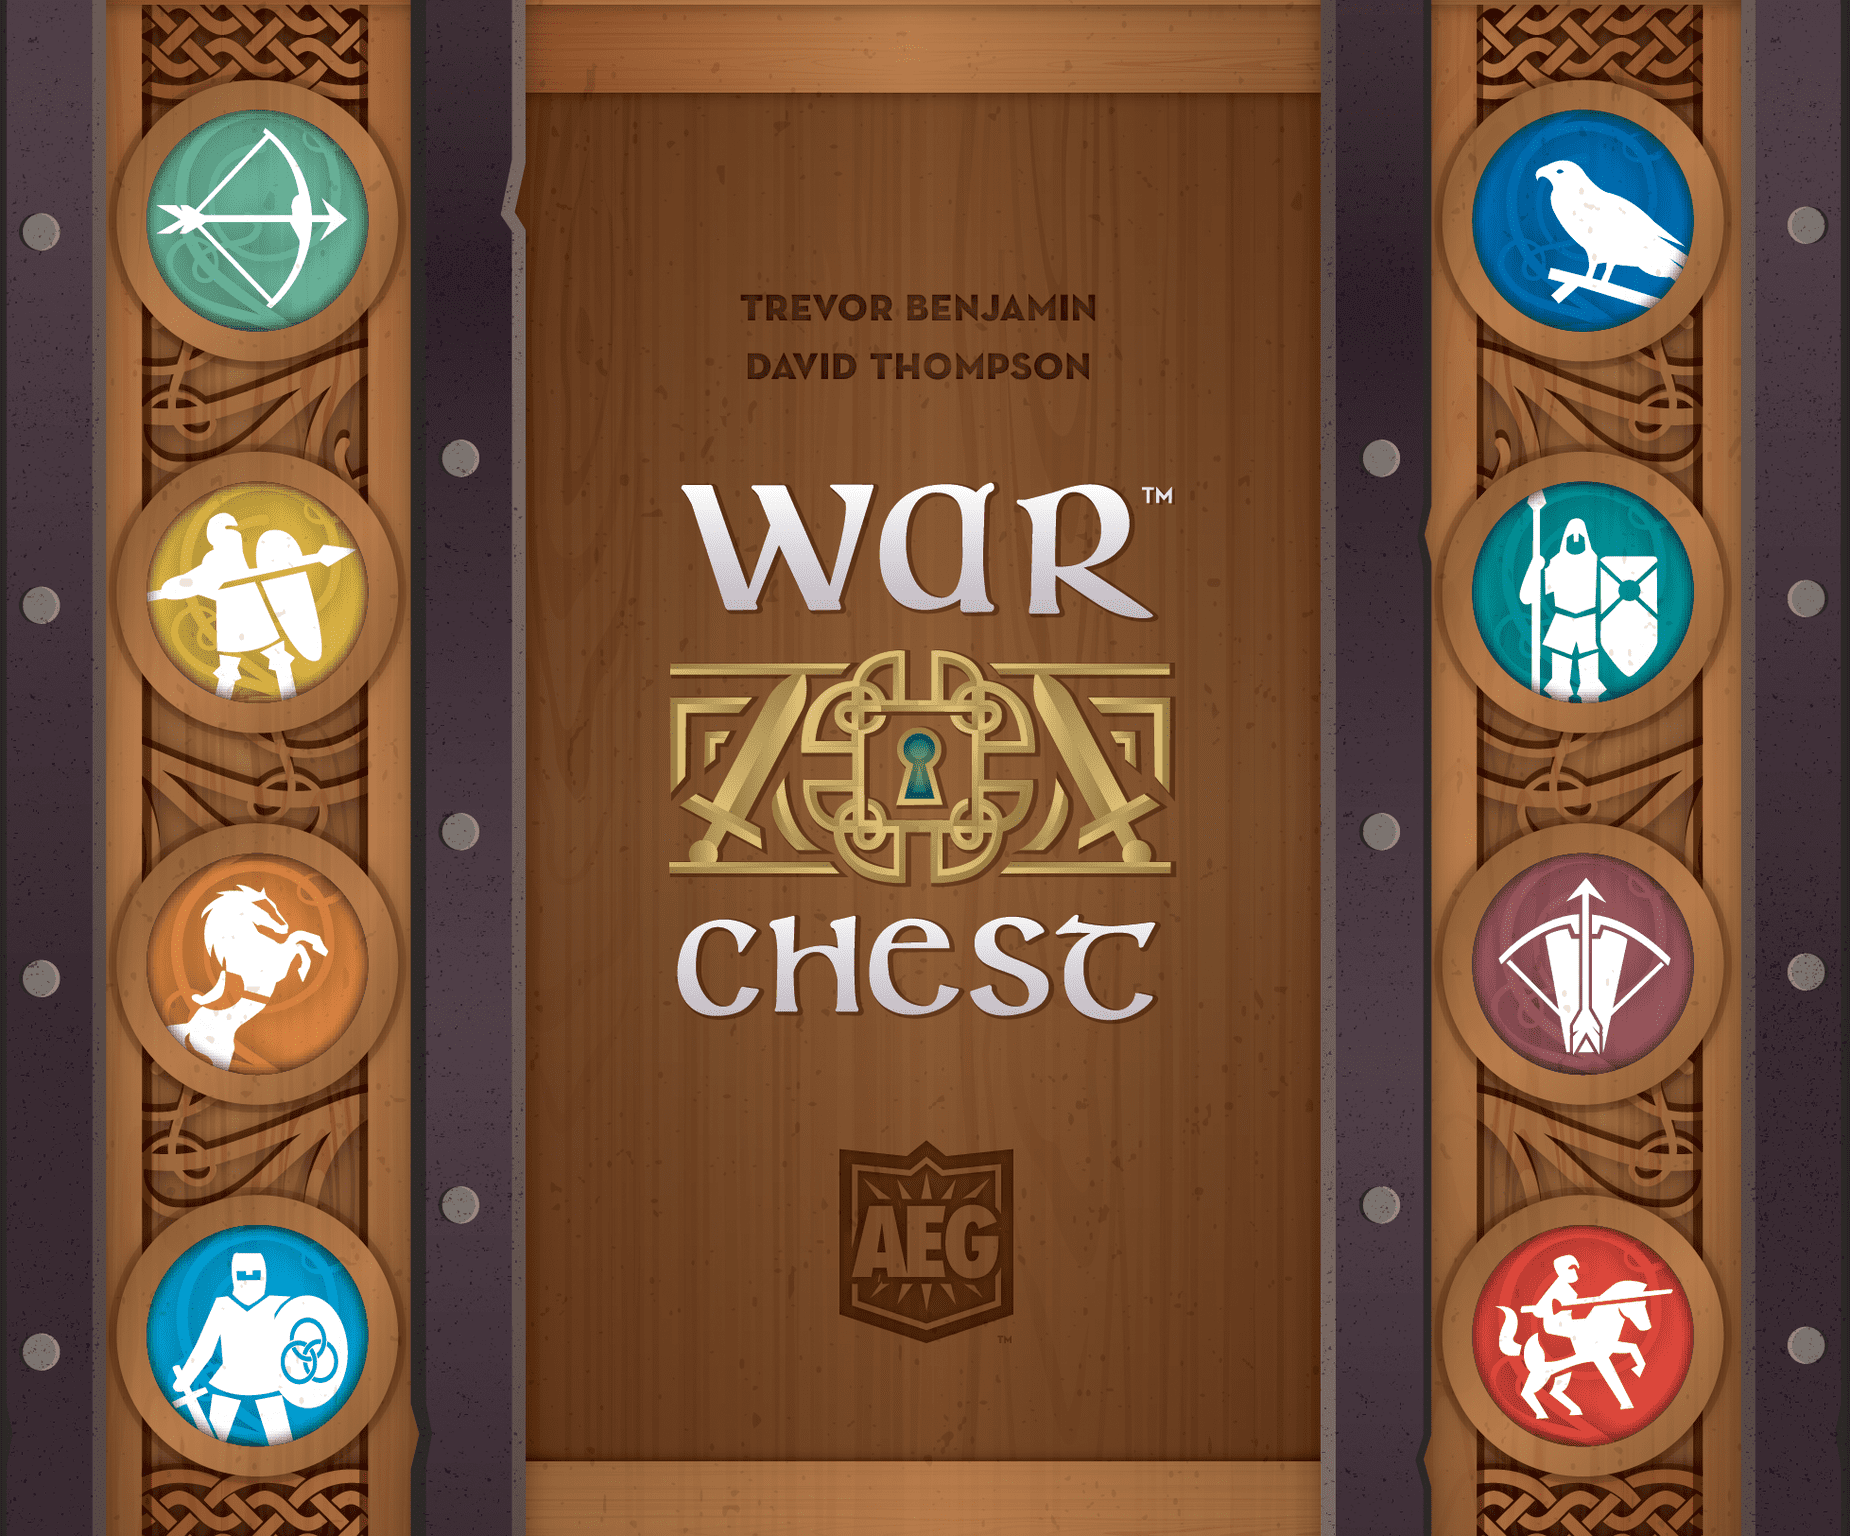 TREVOR BENJAMIN
DAVID THOMPSON
WAR™
CHEST
AEG
™